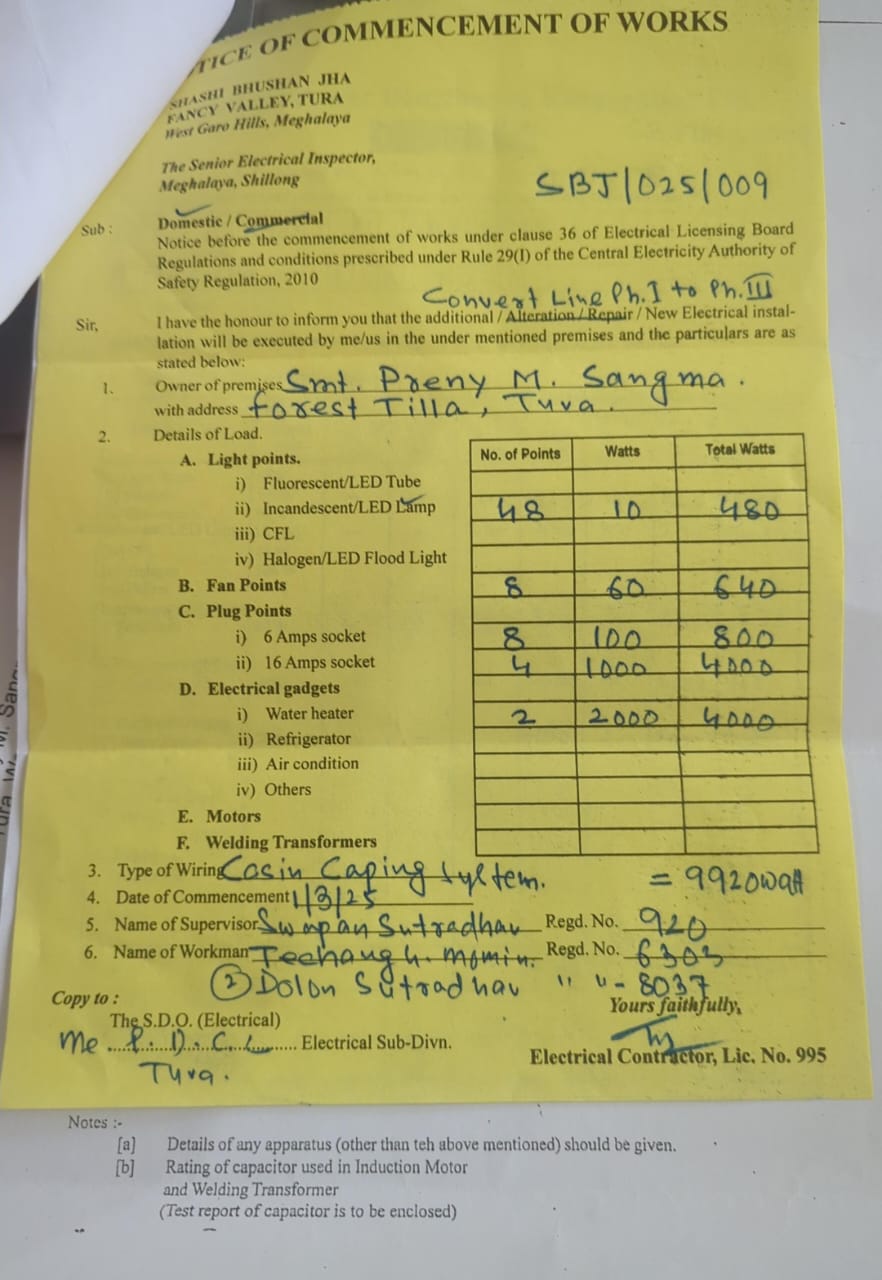 TICE OF COMMENCEMENT OF WORKS
SHASHI BHUSHAN JHA
FANCY VALLEY, TURA
West Garo Hills, Meghalaya
The Senior Electrical Inspector,
Meghalaya, Shillong
SBJ/025/009
Sub :
Domestic / Commercial
Notice before the commencement of works under clause 36 of Electrical Licensing Board
Regulations and conditions prescribed under Rule 29(I) of the Central Electricity Authority of
Safety Regulation, 2010
Convert Line Ph.I to Ph.III
Sir, I have the honour to inform you that the additional / Alteration / Repair / New Electrical instal-
lation will be executed by me/us in the under mentioned premises and the particulars are as
stated below:
1. Owner of premises Smt. Preny M. Sangma.
with address forest Tilla, Tura.
2. Details of Load.
No. of Points Watts Total Watts
A. Light points.
i) Fluorescent/LED Tube
ii) Incandescent/LED Lamp 48 10 480
iii) CFL
iv) Halogen/LED Flood Light
B. Fan Points 8 60 640
C. Plug Points
i) 6 Amps socket 8 100 800
ii) 16 Amps socket 4 1000 4000
D. Electrical gadgets
i) Water heater 2 2000 4000
ii) Refrigerator
iii) Air condition
iv) Others
E. Motors
F. Welding Transformers
3. Type of Wiring Casin Caping System. = 9920watt
4. Date of Commencement 1/3/25
5. Name of Supervisor Swapan Sutradhar Regd. No. 920
6. Name of Workman Techang G. Momin. Regd. No. 6303
(2) Dolon Sutradhar " " - 8037
Copy to :
Yours faithfully,
The S.D.O. (Electrical)
Me P.D.C.L Electrical Sub-Divn.
Tura.
Electrical Contractor, Lic. No. 995
Notes :-
[a] Details of any apparatus (other than teh above mentioned) should be given.
[b] Rating of capacitor used in Induction Motor
and Welding Transformer
(Test report of capacitor is to be enclosed)